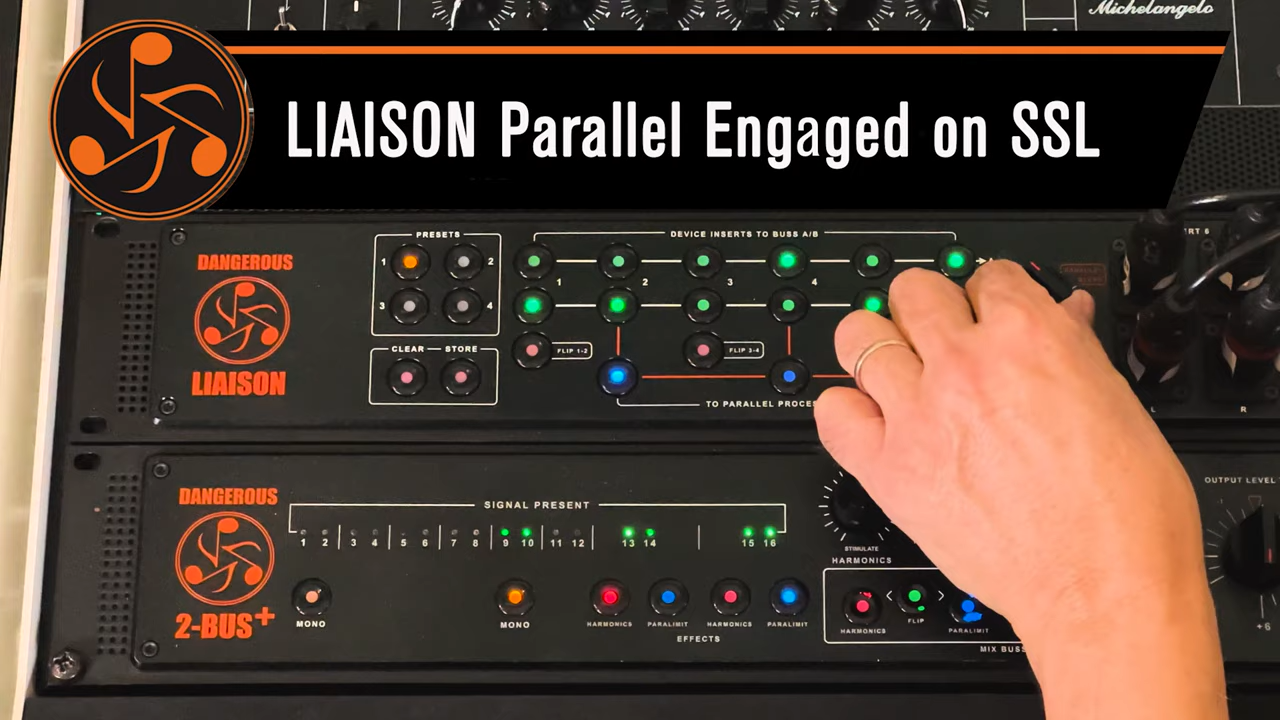 Michelangelo
LIAISON Parallel Engaged on SSL
PRESETS
DEVICE INSERTS TO BUSS A/B
1 2
3 4
1 2 3 4
DANGEROUS
LIAISON
CLEAR STORE
FLIP 1-2
FLIP 3-4
TO PARALLEL PROCE
L R
DANGEROUS
2-BUS+
SIGNAL PRESENT
1 2 3 4 5 6 7 8 9 10 11 12 13 14 15 16
MONO
MONO
HARMONICS PARALIMIT HARMONICS PARALIMIT
EFFECTS
STIMULATE
HARMONICS
HARMONICS < FLIP > PARALIMIT
MIX BUSS
OUTPUT LEVEL
+6